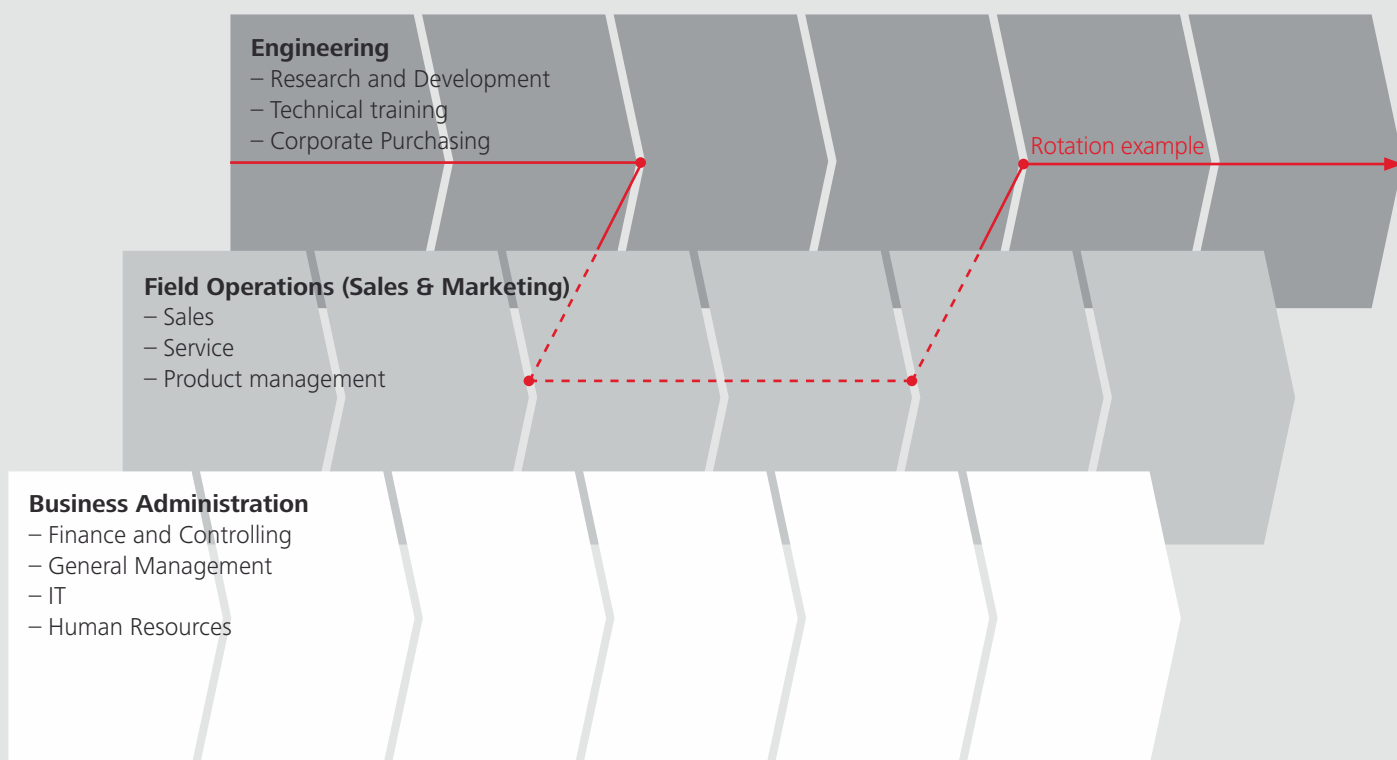 Engineering
– Research and Development
– Technical training
– Corporate Purchasing
Rotation example
Field Operations (Sales & Marketing)
– Sales
– Service
– Product management
Business Administration
– Finance and Controlling
– General Management
– IT
– Human Resources